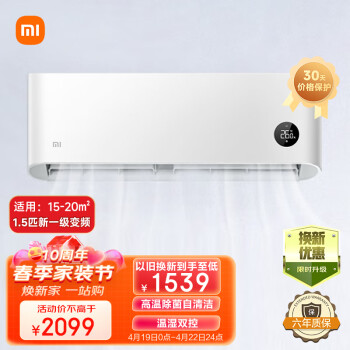 mi
30天
价格保护
mi
26.0
适用:15-20m²
1.5匹新一级变频
换新
优惠
限时升级
10周年
春季家装节
焕新家 一站购
以旧换新到手至低
¥1539
高温除菌自清洁
活动价不高于
¥2099
温湿双控
4月19日0点-4月22日24点
六年质保